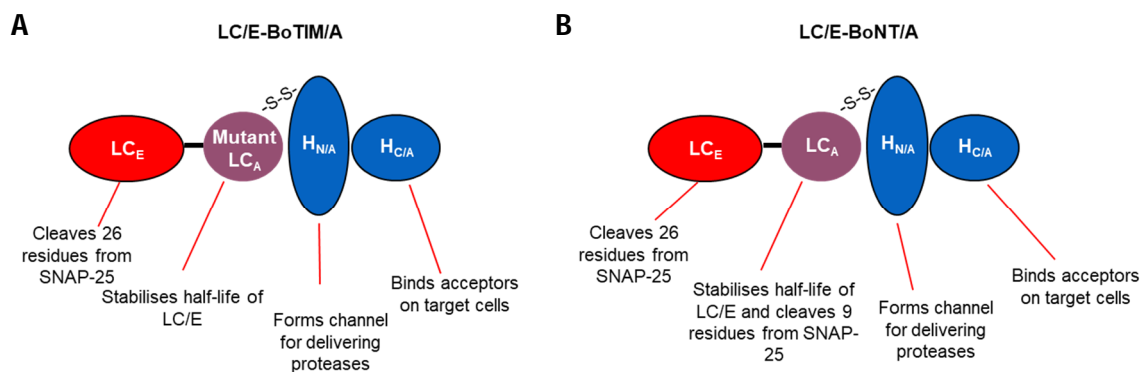 A
LC/E-BoTIM/A
-S-S-
LCE
Mutant
LCA
HN/A
HC/A
Cleaves 26
residues from
SNAP-25
Stabilises half-life of
LC/E
Forms channel
for delivering
proteases
Binds acceptors
on target cells
B
LC/E-BoNT/A
-S-S-
LCE
LCA
HN/A
HC/A
Cleaves 26
residues from
SNAP-25
Stabilises half-life of
LC/E and cleaves 9
residues from SNAP-
25
Forms channel
for delivering
proteases
Binds acceptors
on target cells